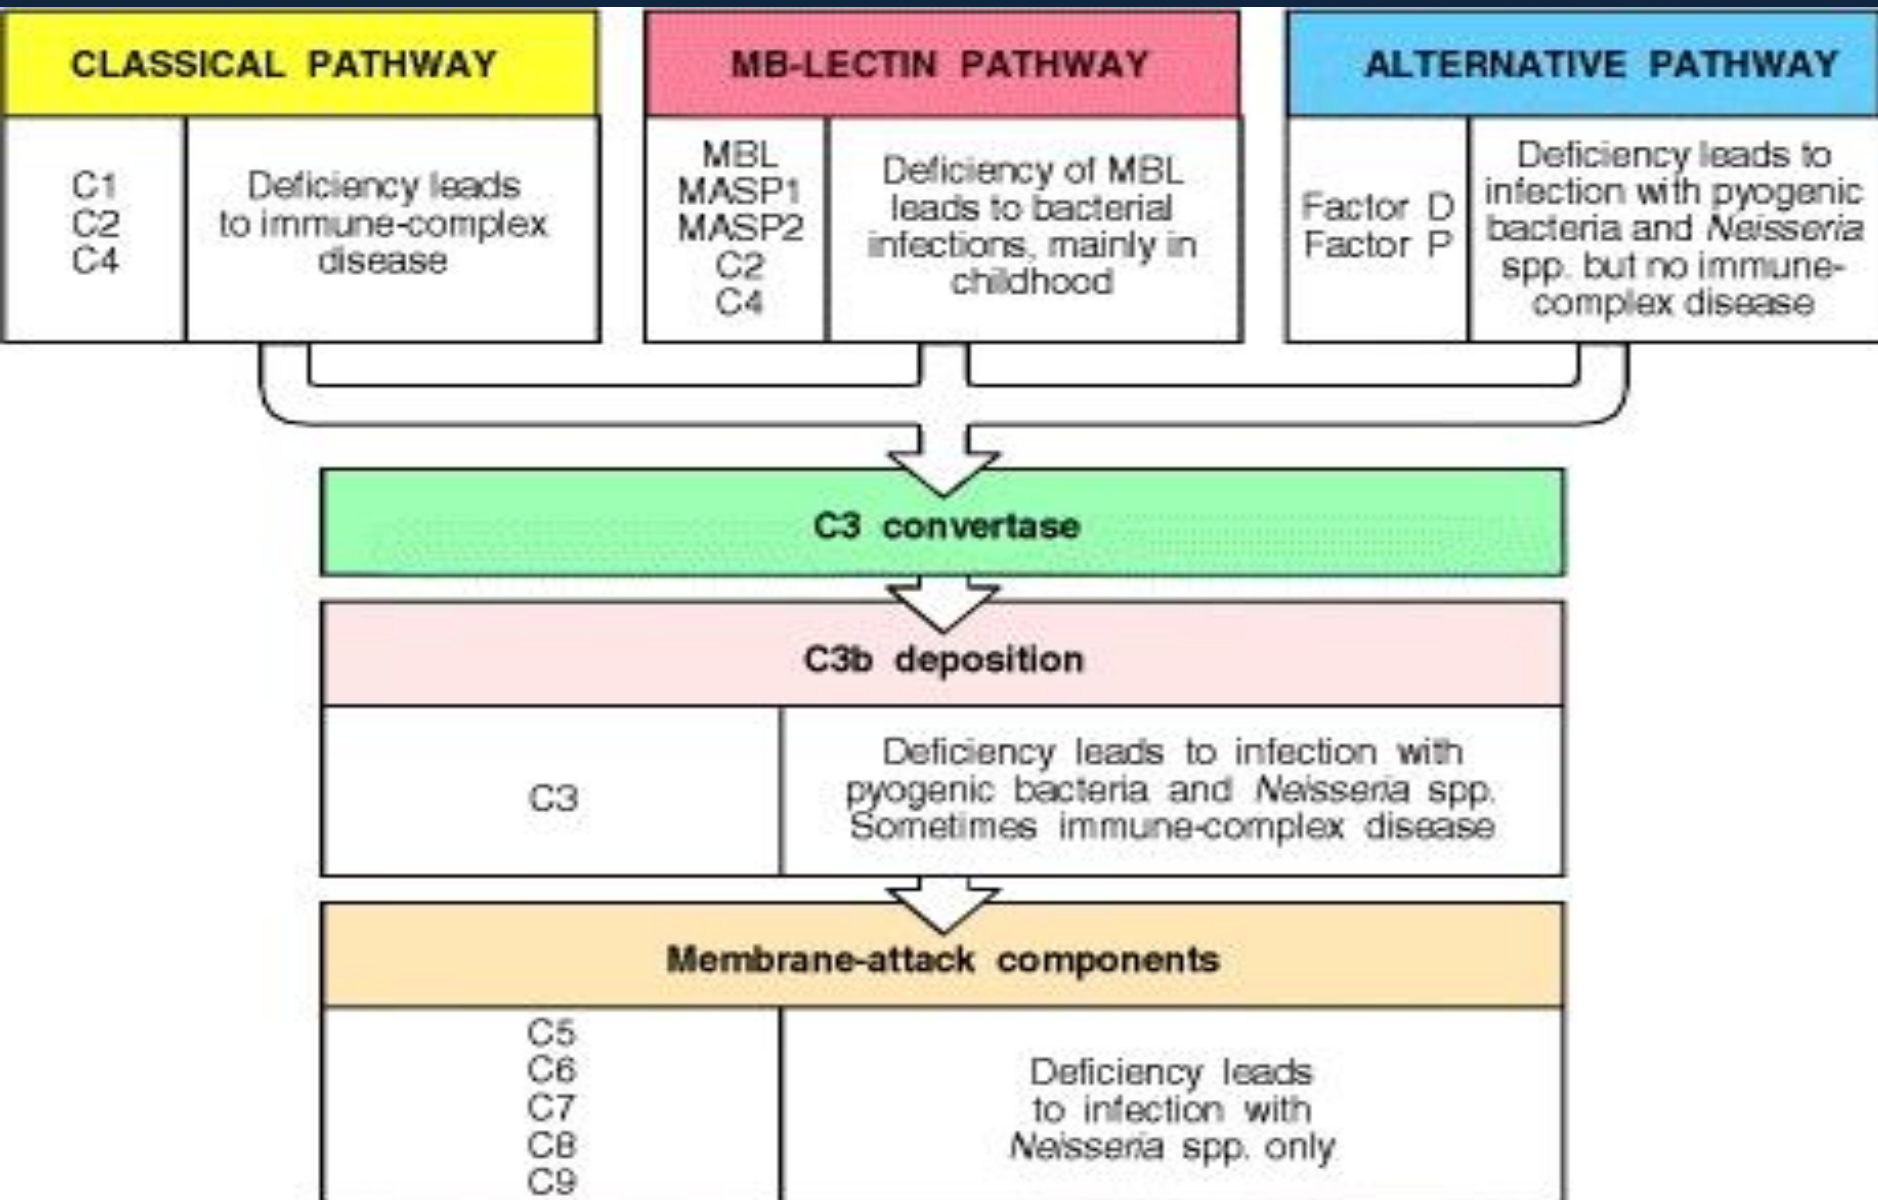 CLASSICAL PATHWAY
C1
C2
C4
Deficiency leads
to immune-complex
disease
MB-LECTIN PATHWAY
MBL
MASP1
MASP2
C2
C4
Deficiency of MBL
leads to bacterial
infections, mainly in
childhood
ALTERNATIVE PATHWAY
Factor D
Factor P
Deficiency leads to
infection with pyogenic
bacteria and Neisseria
spp. but no immune-
complex disease
C3 convertase
C3b deposition
C3
Deficiency leads to infection with
pyogenic bacteria and Neisseria spp.
Sometimes immune-complex disease
Membrane-attack components
C5
C6
C7
C8
C9
Deficiency leads
to infection with
Neisseria spp. only